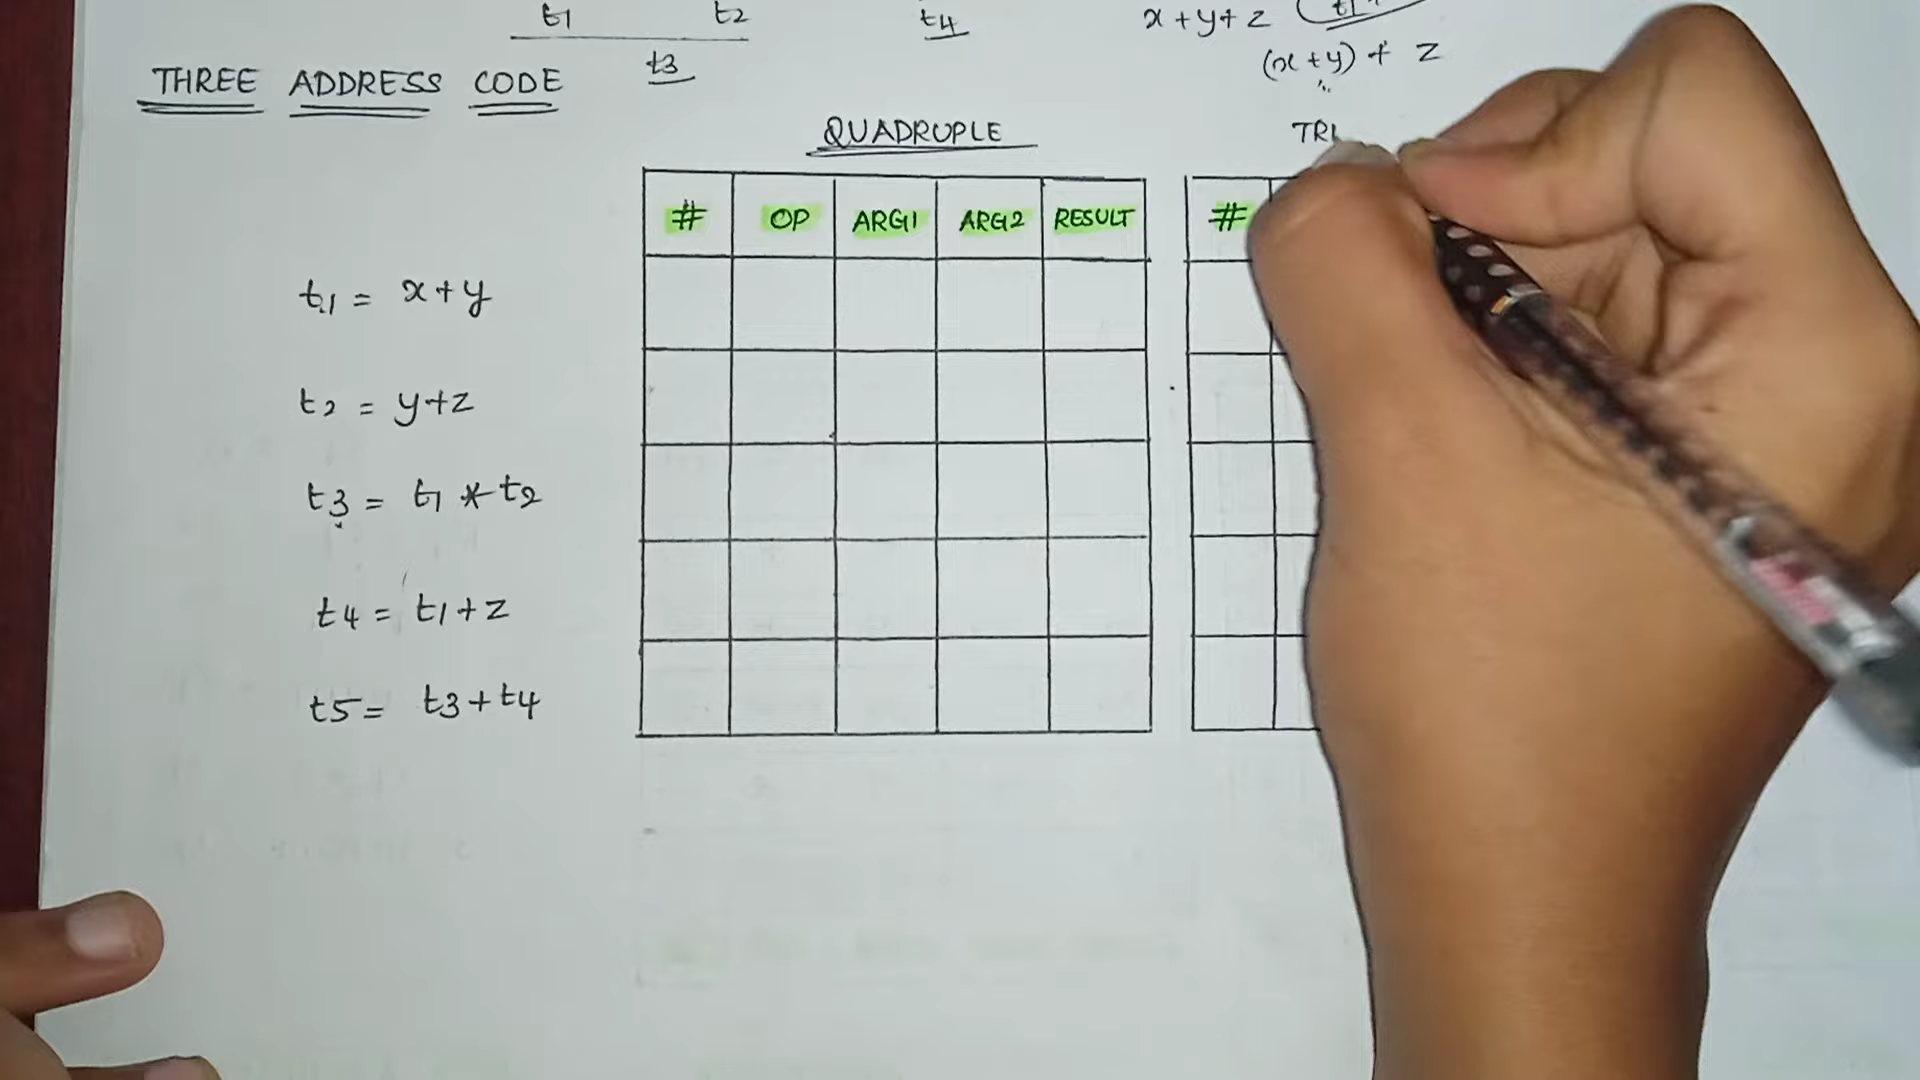 t1 t2 t4 x + y + z
t3 (x + y) + z
THREE ADDRESS CODE
QUADRUPLE TRI
# OP ARG1 ARG2 RESULT #
t1 = x + y
t2 = y + z
t3 = t1 * t2
t4 = t1 + z
t5 = t3 + t4